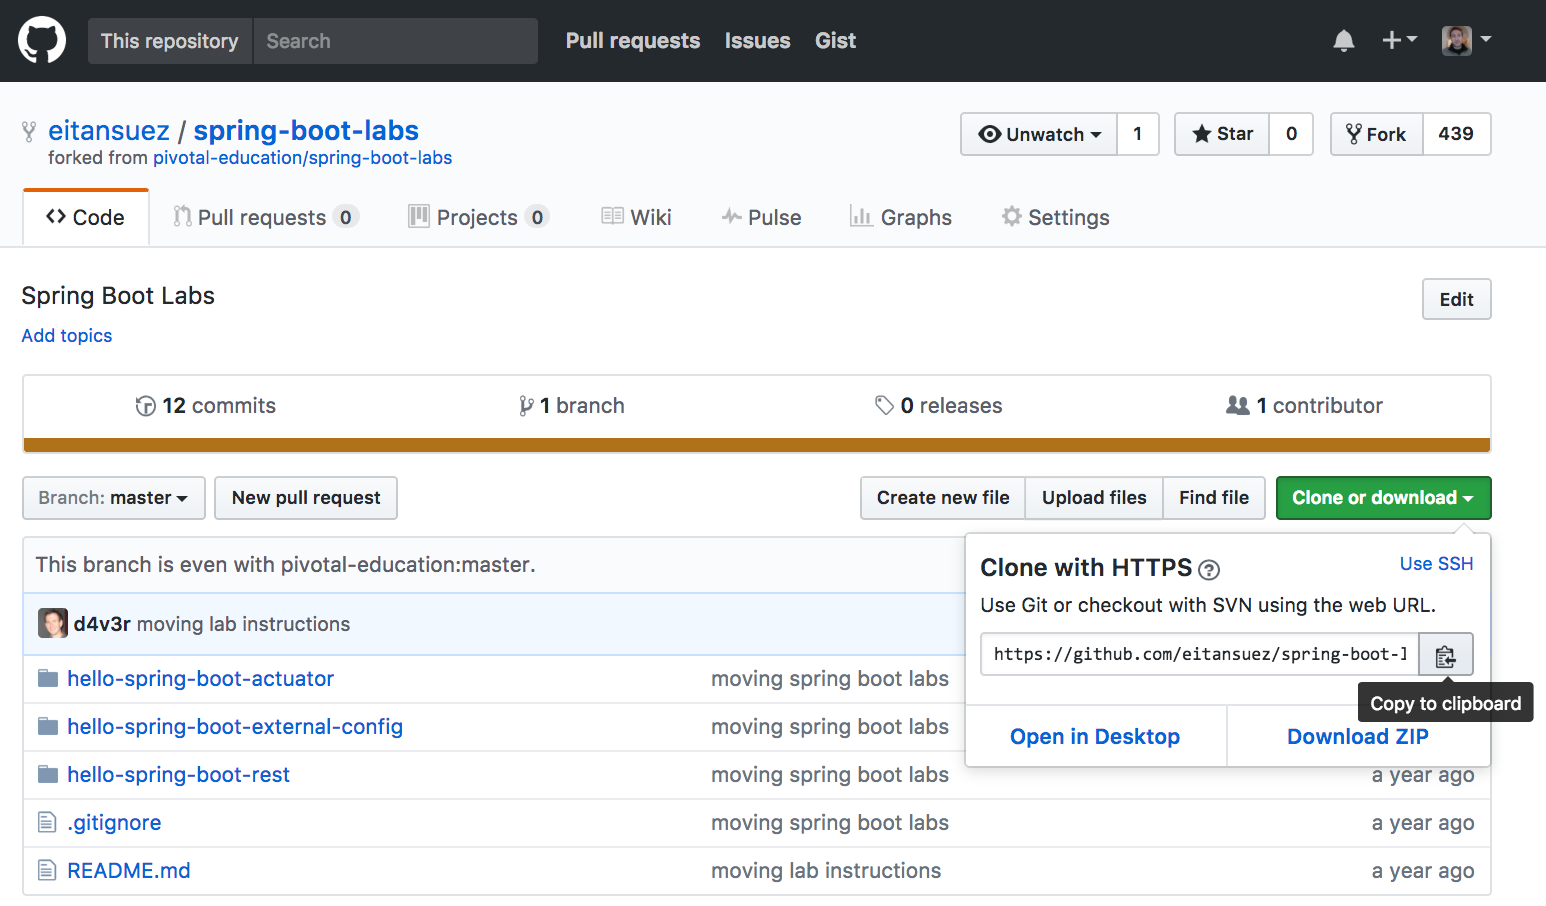 This repository Search Pull requests Issues Gist
eitansuez / spring-boot-labs
forked from pivotal-education/spring-boot-labs
Unwatch 1 Star 0 Fork 439
Code Pull requests 0 Projects 0 Wiki Pulse Graphs Settings
Spring Boot Labs
Edit
Add topics
12 commits 1 branch 0 releases 1 contributor
Branch: master New pull request Create new file Upload files Find file Clone or download
This branch is even with pivotal-education:master.
d4v3r moving lab instructions
Clone with HTTPS ? Use SSH
Use Git or checkout with SVN using the web URL.
https://github.com/eitansuez/spring-boot-l
Copy to clipboard
Open in Desktop Download ZIP
hello-spring-boot-actuator moving spring boot labs
hello-spring-boot-external-config moving spring boot labs
hello-spring-boot-rest moving spring boot labs a year ago
.gitignore moving spring boot labs a year ago
README.md moving lab instructions a year ago